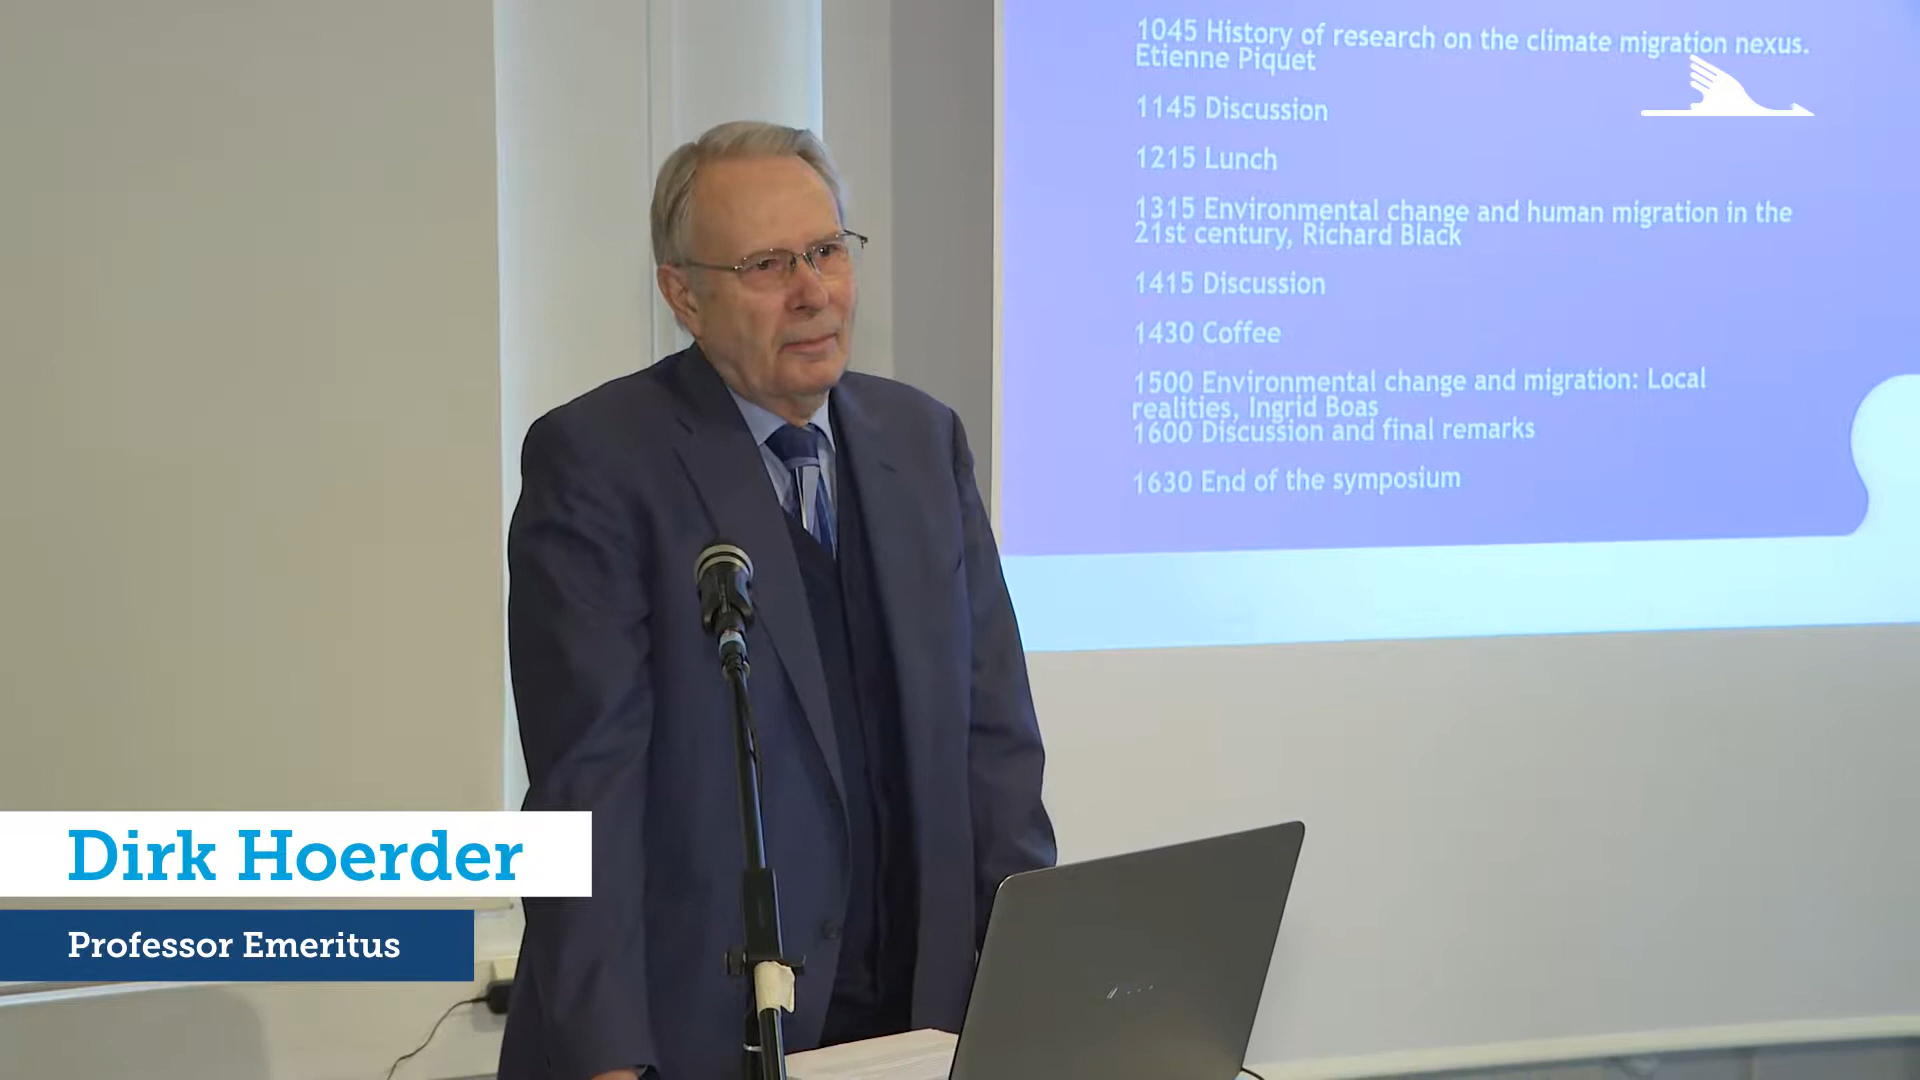 1045 History of research on the climate migration nexus.
Etienne Piquet
1145 Discussion
1215 Lunch
1315 Environmental change and human migration in the
21st century, Richard Black
1415 Discussion
1430 Coffee
1500 Environmental change and migration: Local
realities, Ingrid Boas
1600 Discussion and final remarks
1630 End of the symposium
Dirk Hoerder
Professor Emeritus